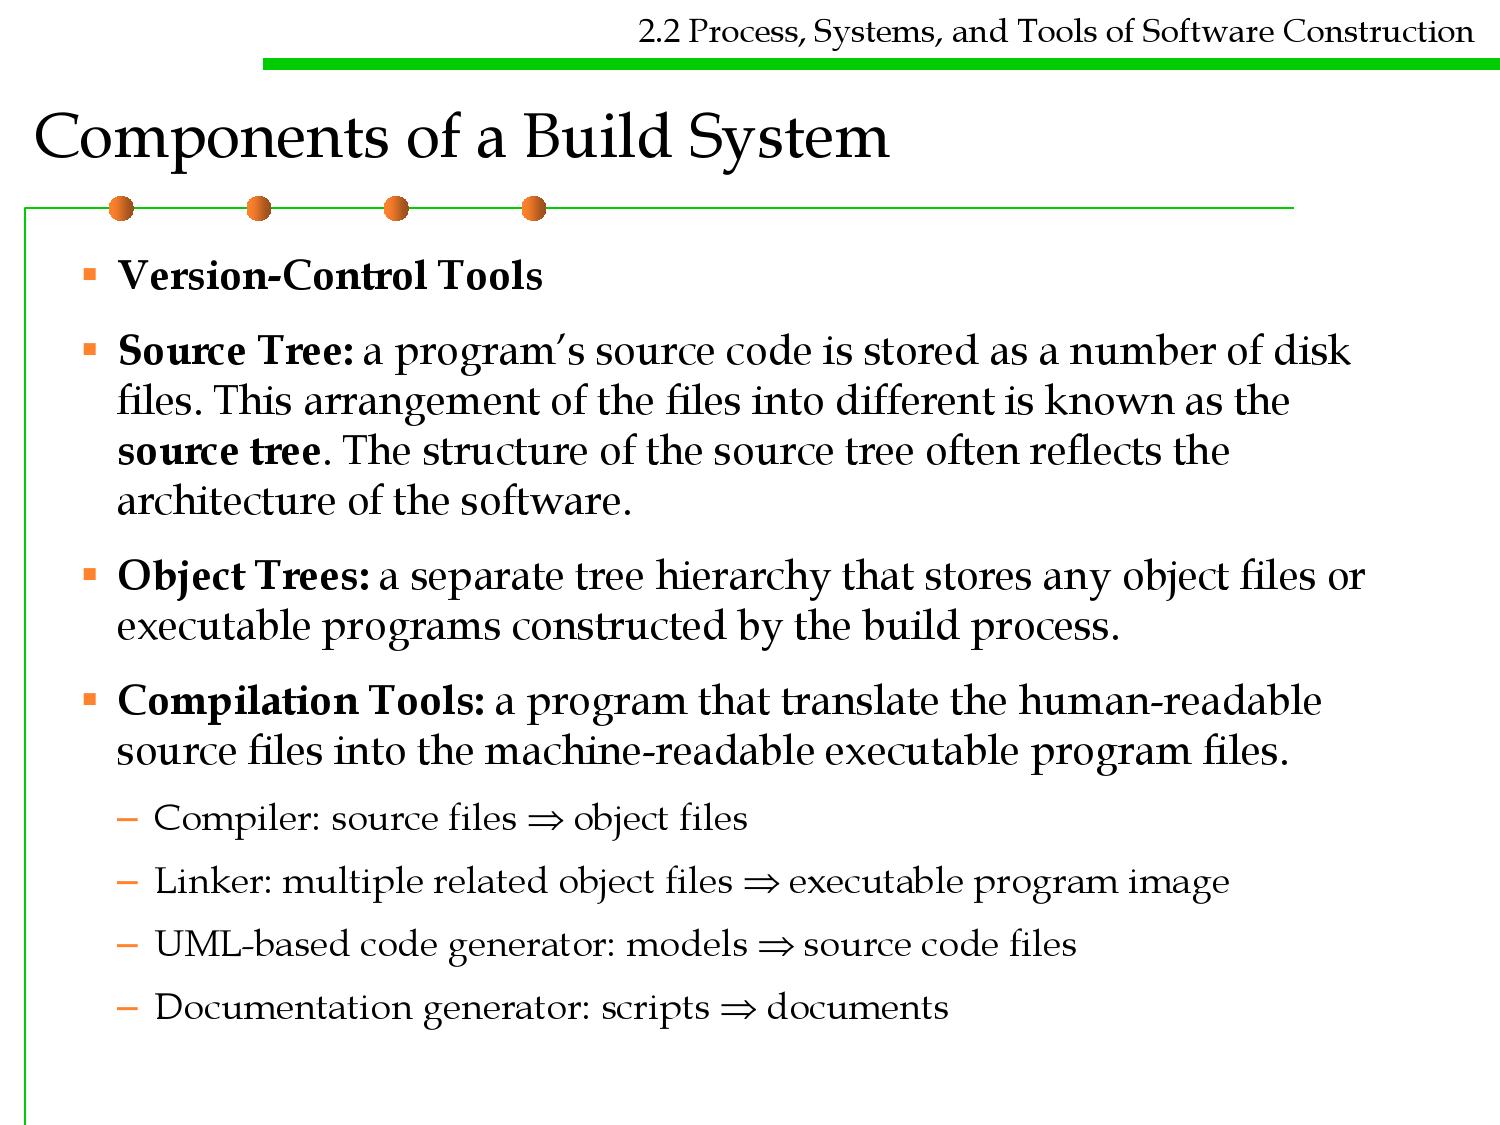 2.2 Process, Systems, and Tools of Software Construction
Components of a Build System
▪ Version-Control Tools
▪ Source Tree: a program’s source code is stored as a number of disk
files. This arrangement of the files into different is known as the
source tree. The structure of the source tree often reflects the
architecture of the software.
▪ Object Trees: a separate tree hierarchy that stores any object files or
executable programs constructed by the build process.
▪ Compilation Tools: a program that translate the human-readable
source files into the machine-readable executable program files.
– Compiler: source files ⇒ object files
– Linker: multiple related object files ⇒ executable program image
– UML-based code generator: models ⇒ source code files
– Documentation generator: scripts ⇒ documents